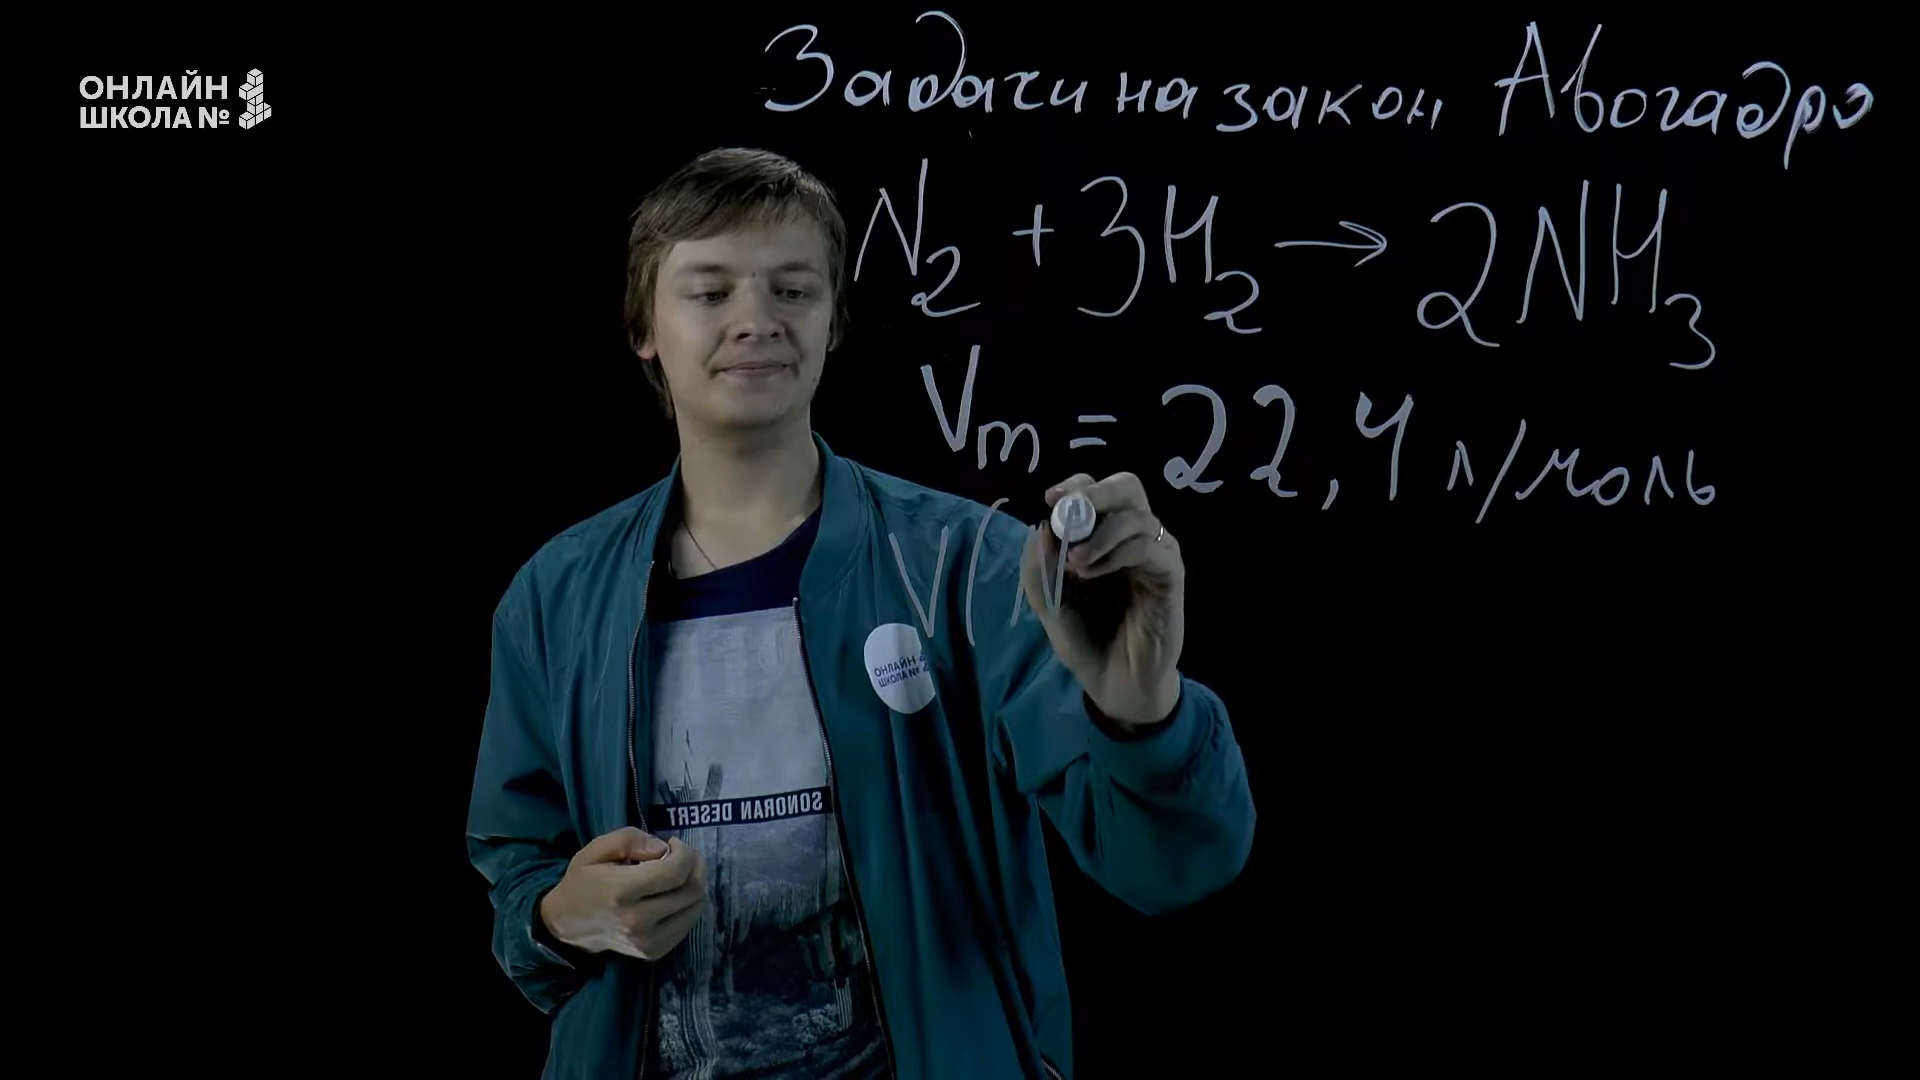 ОНЛАЙН
ШКОЛА №
Задачи на закон Авогадро
N₂ + 3H₂ → 2NH₃
Vm = 22,4 л/моль
V(N
ОНЛАЙН
ШКОЛА №
SONORAN DESERT